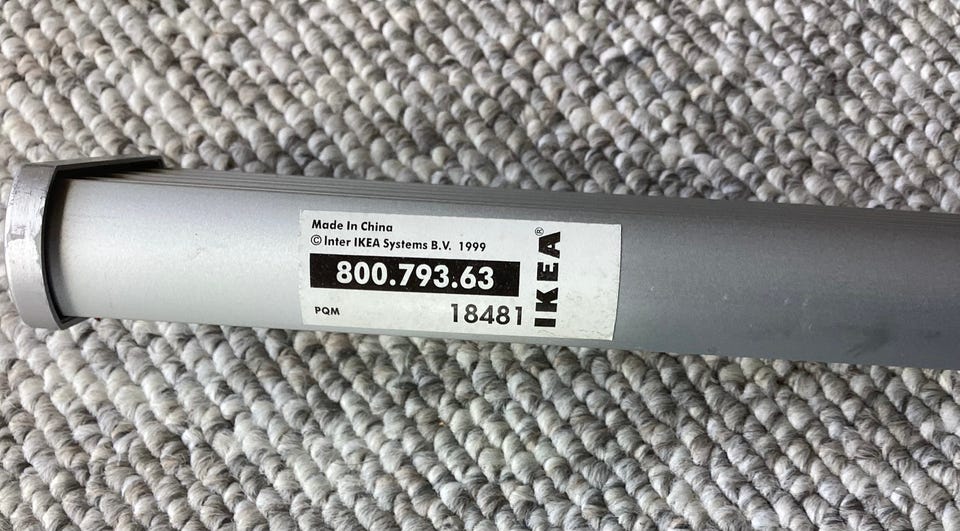 Made In China
© Inter IKEA Systems B.V. 1999
800.793.63
PQM 18481
IKEA®